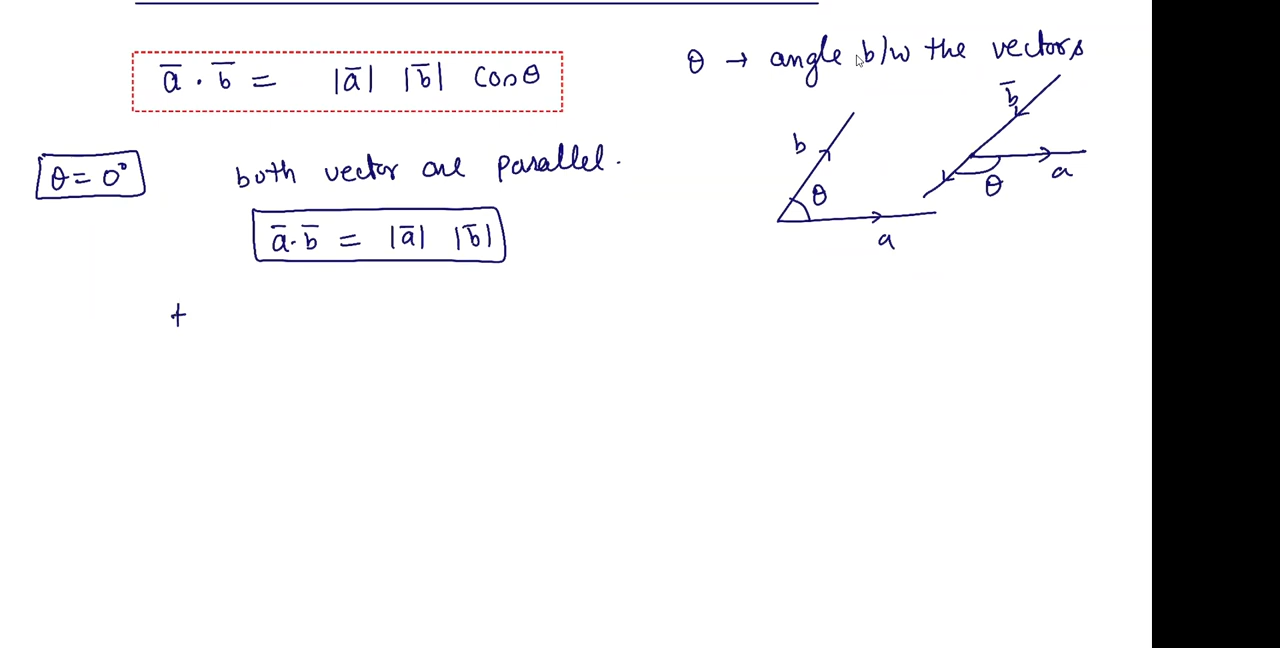 a̅ . b̅ = |a̅| |b̅| Cosθ
θ → angle b/w the vectors
b̅
b
θ
a
θ
a
θ = 0°
both vector are parallel.
a̅. b̅ = |a̅| |b̅|
+